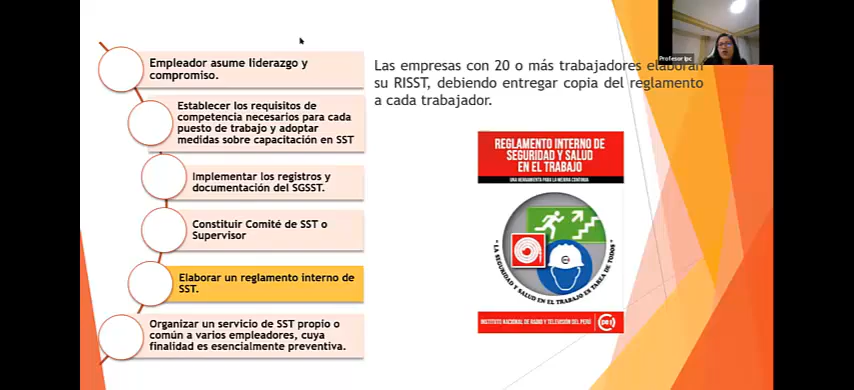 Empleador asume liderazgo y
compromiso.
Establecer los requisitos de
competencia necesarios para cada
puesto de trabajo y adoptar
medidas sobre capacitación en SST
Implementar los registros y
documentación del SGSST.
Constituir Comité de SST o
Supervisor
Elaborar un reglamento interno de
SST.
Organizar un servicio de SST propio o
común a varios empleadores, cuya
finalidad es esencialmente preventiva.
Las empresas con 20 o más trabajadores elaboran
su RISST, debiendo entregar copia del reglamento
a cada trabajador.
Profesor Ipc
REGLAMENTO INTERNO DE
SEGURIDAD Y SALUD
EN EL TRABAJO
UNA HERRAMIENTA PARA LA MEJORA CONTINUA
"LA SEGURIDAD Y SALUD EN EL TRABAJO ES TAREA DE TODOS"
INSTITUTO NACIONAL DE RADIO Y TELEVISIÓN DEL PERÚ